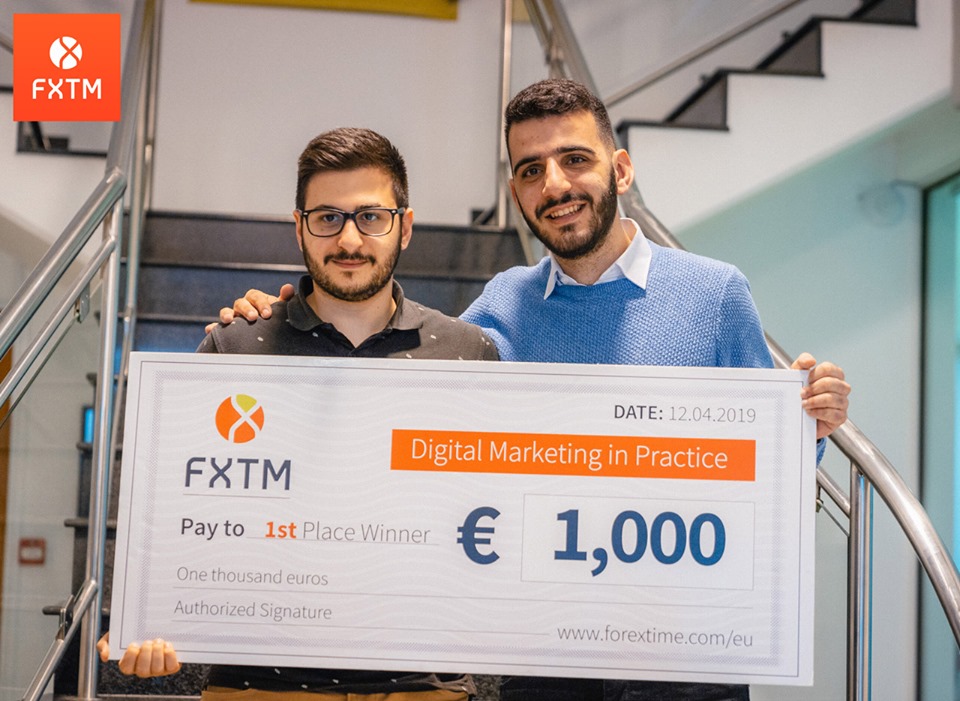 FXTM
DATE: 12.04.2019
Digital Marketing in Practice
FXTM
Pay to 1st Place Winner
€ 1,000
One thousand euros
Authorized Signature
www.forextime.com/eu